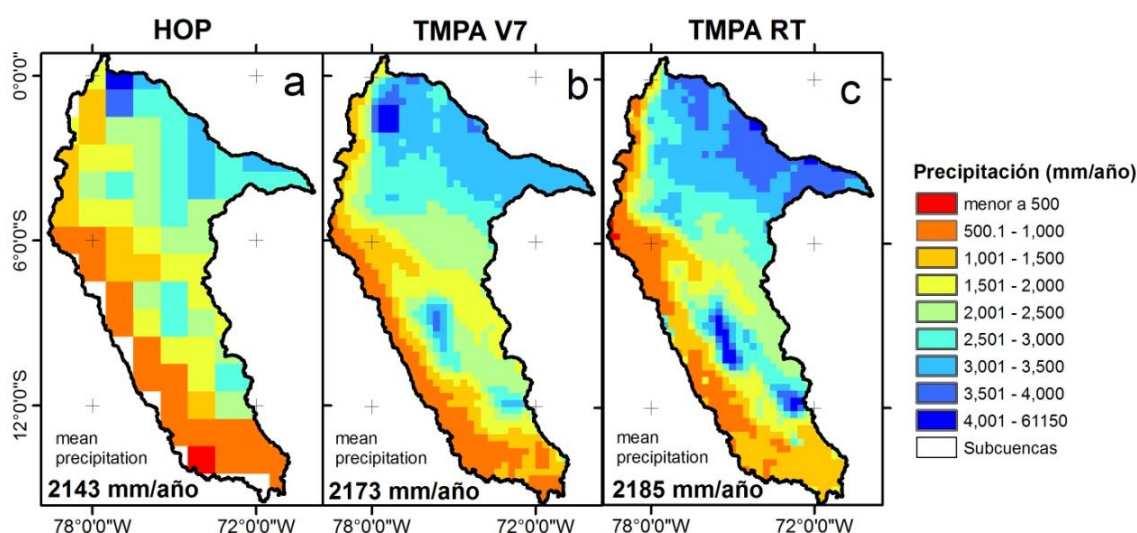 HOP
TMPA V7
TMPA RT
a
b
c
0°0'0"
6°0'0"S
12°0'0"S
mean
precipitation
2143 mm/año
mean
precipitation
2173 mm/año
mean
precipitation
2185 mm/año
78°0'0"W
72°0'0"W
78°0'0"W
72°0'0"W
78°0'0"W
72°0'0"W
Precipitación (mm/año)
menor a 500
500.1 - 1,000
1,001 - 1,500
1,501 - 2,000
2,001 - 2,500
2,501 - 3,000
3,001 - 3,500
3,501 - 4,000
4,001 - 61150
Subcuencas